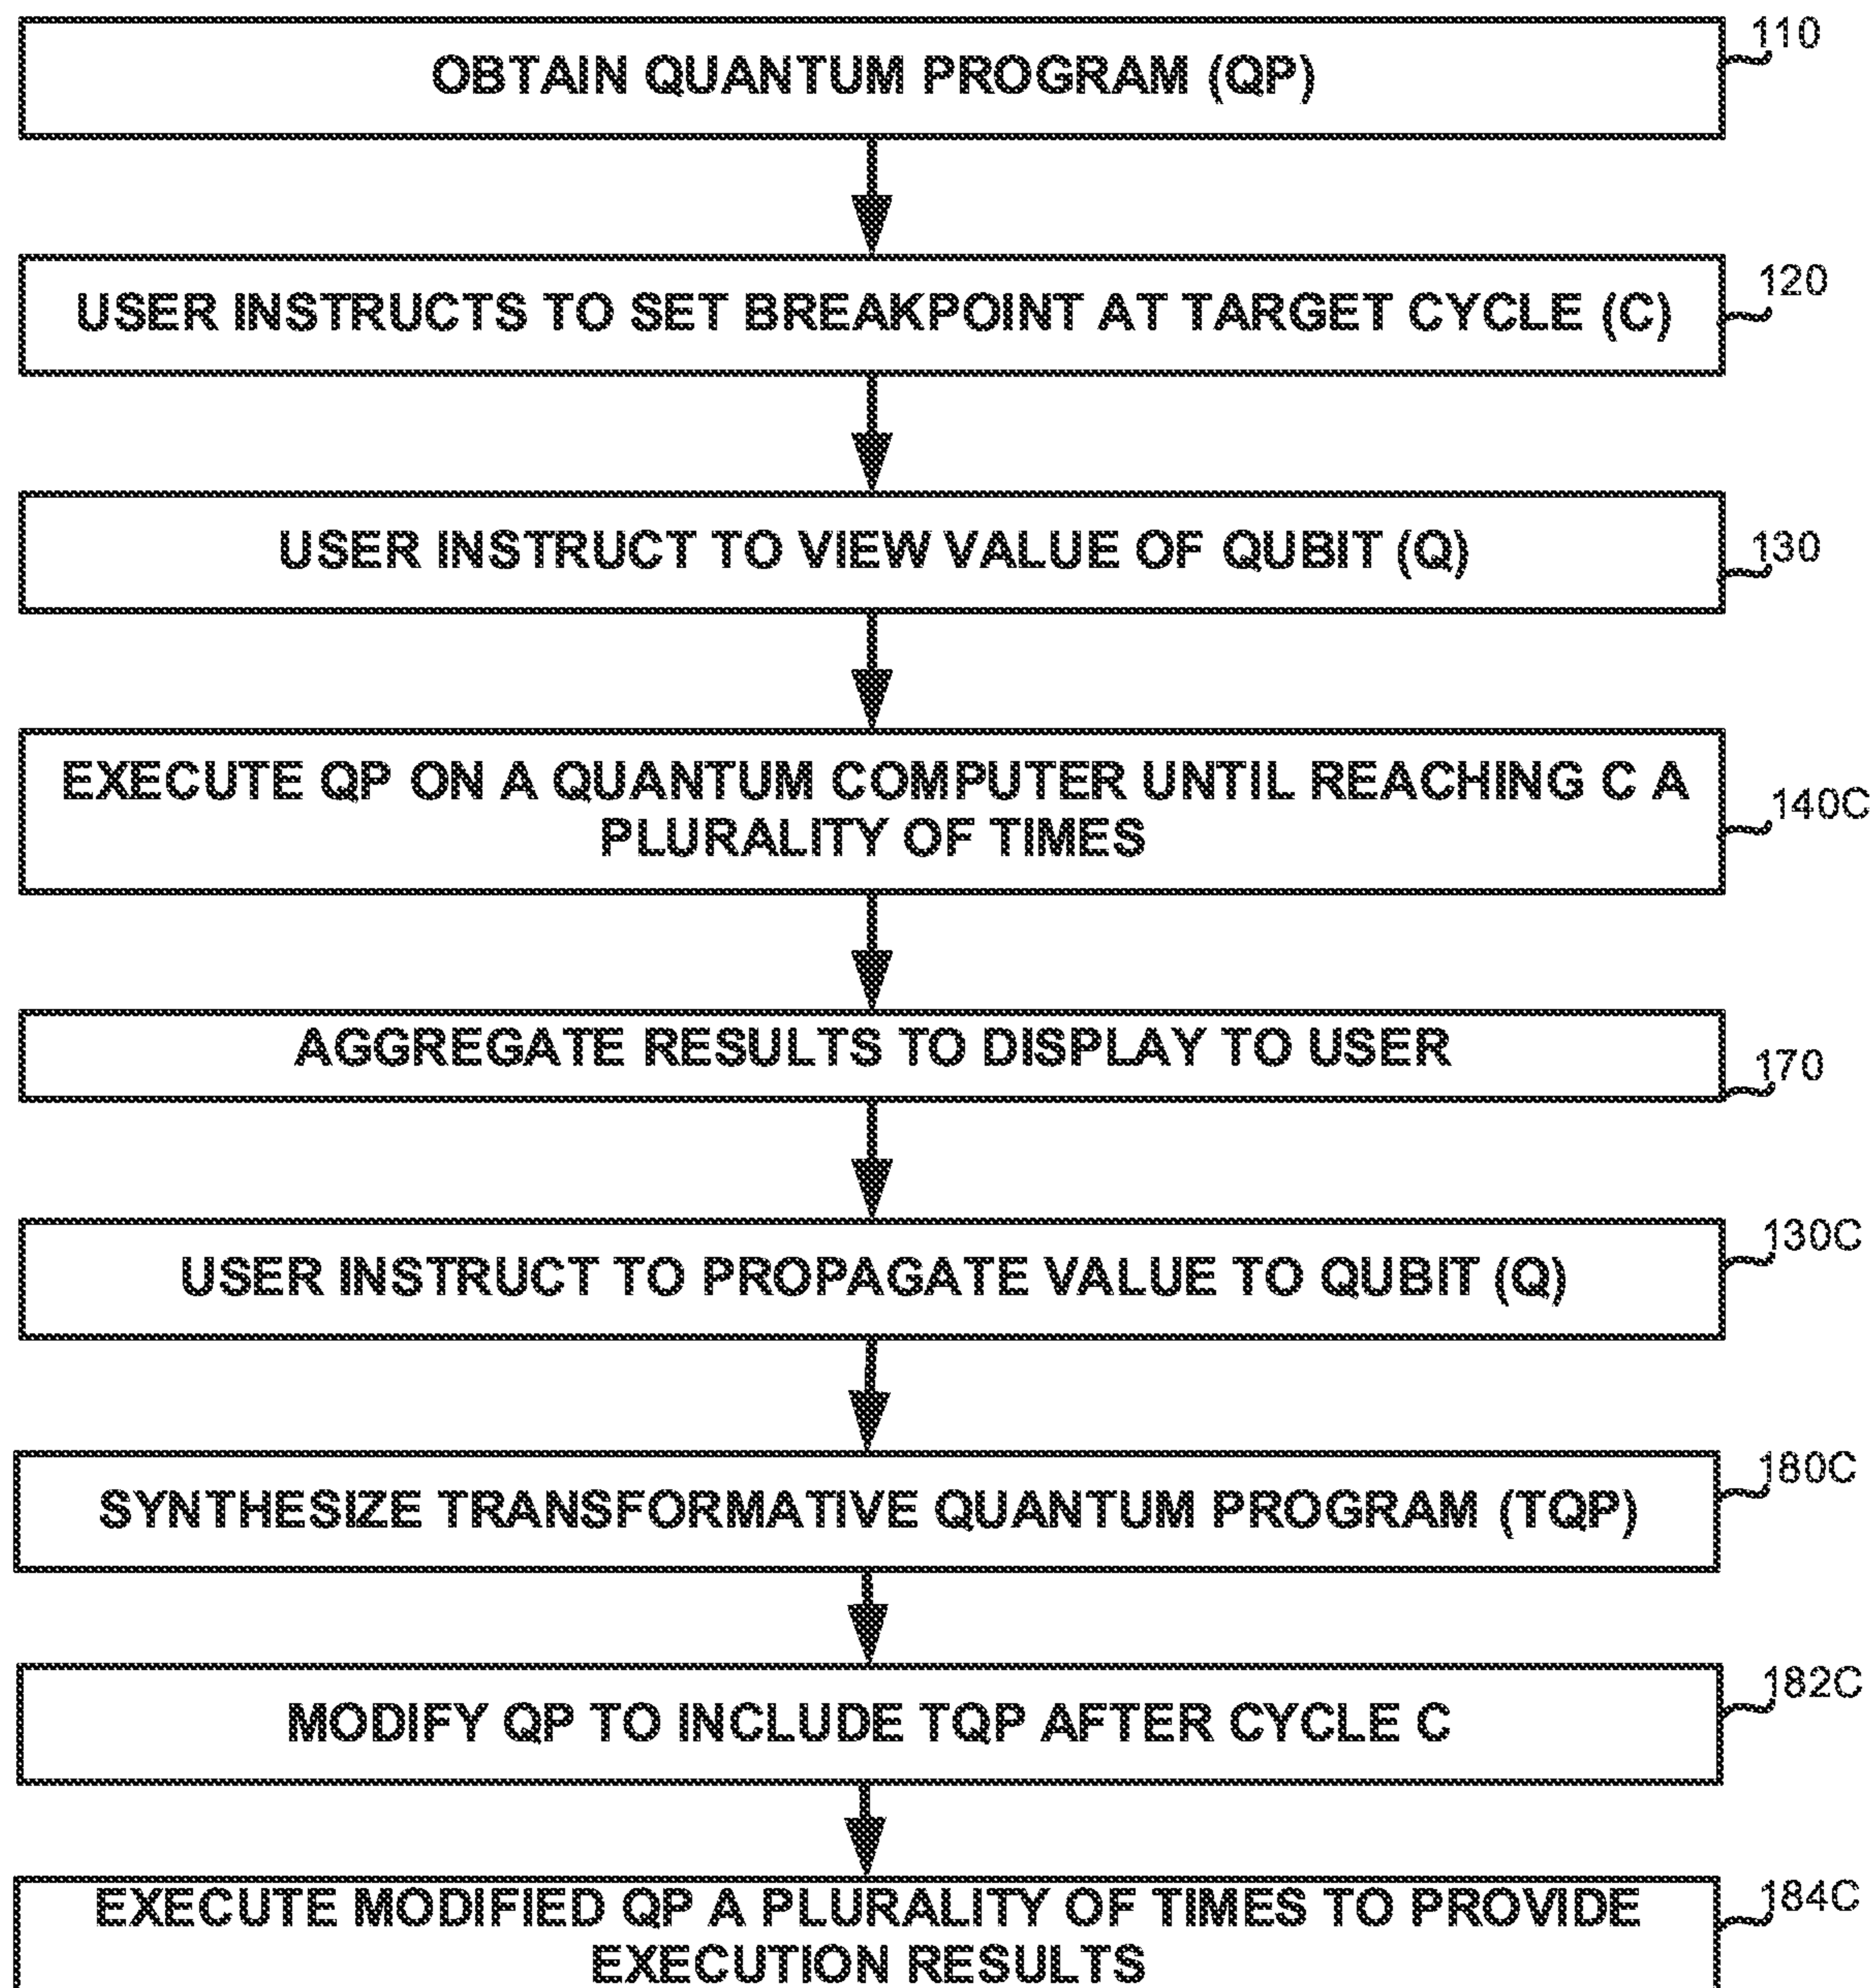 OBTAIN QUANTUM PROGRAM (QP)
110
USER INSTRUCTS TO SET BREAKPOINT AT TARGET CYCLE (C)
120
USER INSTRUCT TO VIEW VALUE OF QUBIT (Q)
130
EXECUTE QP ON A QUANTUM COMPUTER UNTIL REACHING C A
PLURALITY OF TIMES
140C
AGGREGATE RESULTS TO DISPLAY TO USER
170
USER INSTRUCT TO PROPAGATE VALUE TO QUBIT (Q)
130C
SYNTHESIZE TRANSFORMATIVE QUANTUM PROGRAM (TQP)
180C
MODIFY QP TO INCLUDE TQP AFTER CYCLE C
182C
EXECUTE MODIFIED QP A PLURALITY OF TIMES TO PROVIDE
EXECUTION RESULTS
184C